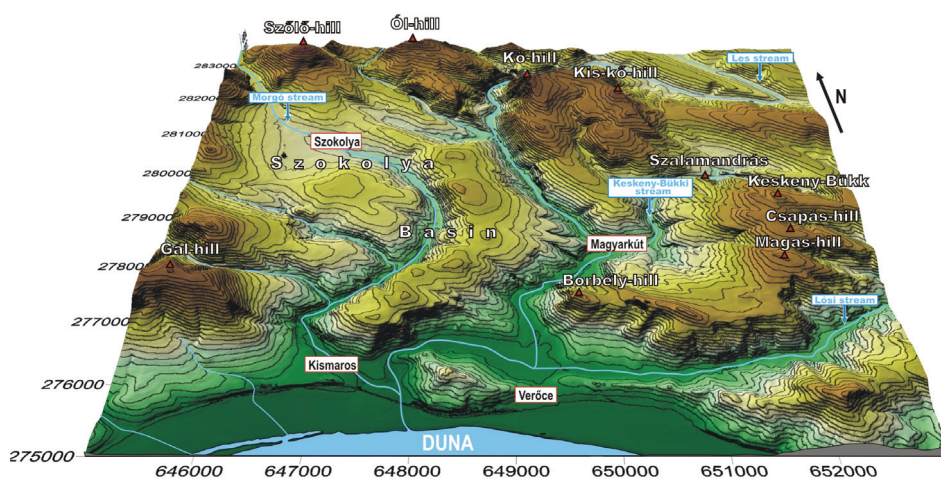 Szőlő-hill
Ól-hill
Kő-hill
Kis-kő-hill
Les stream
283000
282000
Morgó stream
N
281000
Szokolya
Szokolya
280000
Szalamandrás
Keskeny-Bükki
stream
Keskeny-Bükk
279000
Basin
Csapás-hill
Gál-hill
Magyarkút
Magas-hill
278000
Borbély-hill
Lósi stream
277000
Kismaros
276000
Verőce
DUNA
275000
646000 647000 648000 649000 650000 651000 652000